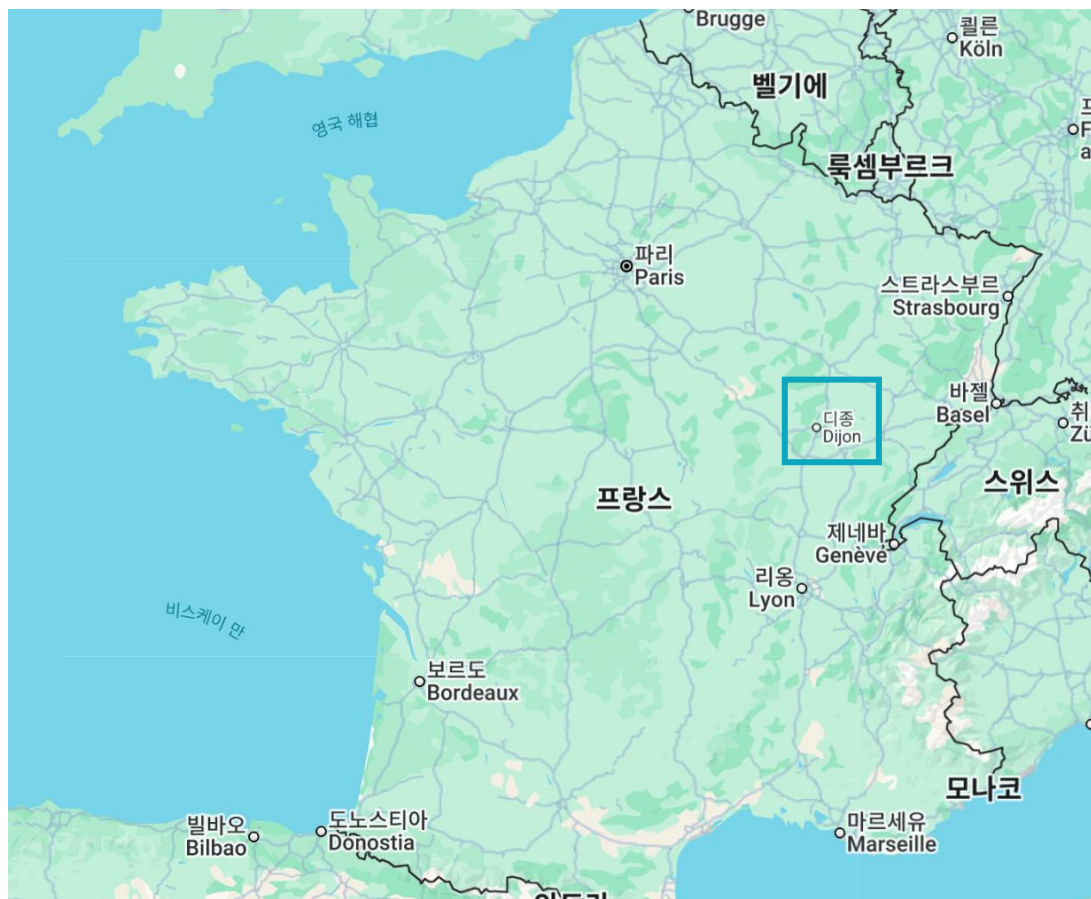 Brugge
쾰른
Köln
벨기에
영국 해협
룩셈부르크
파리
Paris
스트라스부르
Strasbourg
바젤
Basel
디종
Dijon
스위스
프랑스
제네바
Genève
리옹
Lyon
비스케이 만
보르도
Bordeaux
모나코
빌바오
Bilbao
도노스티아
Donostia
마르세유
Marseille